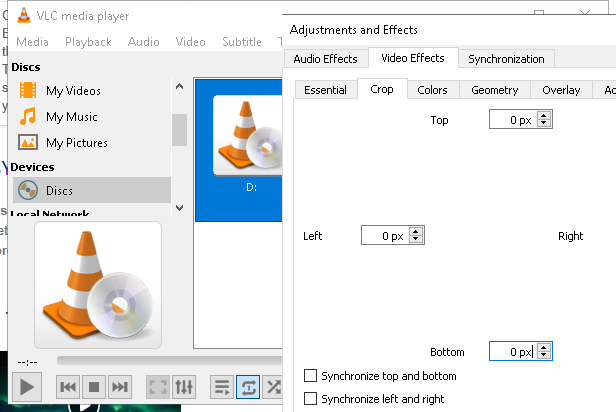 VLC media player
Media Playback Audio Video Subtitle
Discs
My Videos
My Music
My Pictures
Devices
Discs
Local Network
D:
--:--
Adjustments and Effects
Audio Effects Video Effects Synchronization
Essential Crop Colors Geometry Overlay
Top 0 px
Left 0 px Right
Bottom 0 px
Synchronize top and bottom
Synchronize left and right